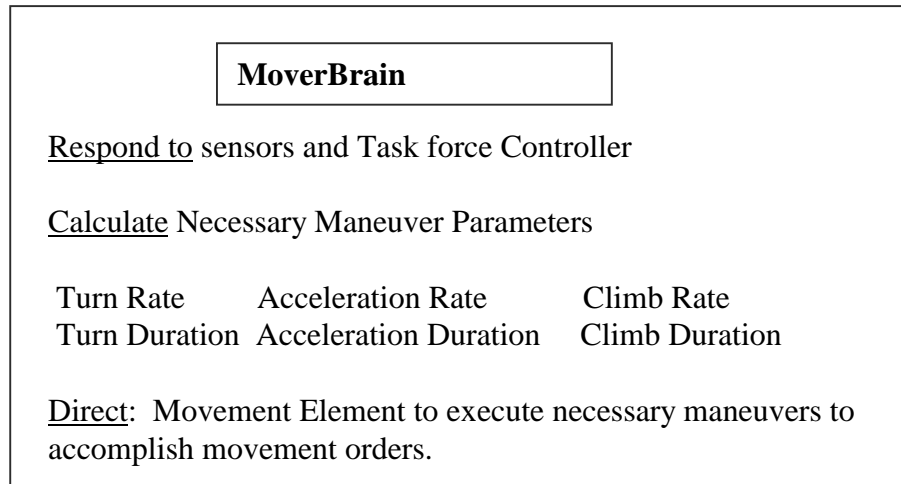 MoverBrain
Respond to sensors and Task force Controller
Calculate Necessary Maneuver Parameters
Turn Rate Acceleration Rate Climb Rate
Turn Duration Acceleration Duration Climb Duration
Direct: Movement Element to execute necessary maneuvers to
accomplish movement orders.